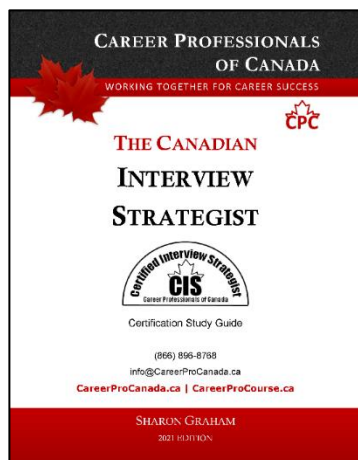 CAREER PROFESSIONALS
OF CANADA
WORKING TOGETHER FOR CAREER SUCCESS
CPC
THE CANADIAN
INTERVIEW
STRATEGIST
Certified Interview Strategist
CIS
Career Professionals of Canada
Certification Study Guide
(866) 896-8768
info@CareerProCanada.ca
CareerProCanada.ca | CareerProCourse.ca
SHARON GRAHAM
2021 EDITION